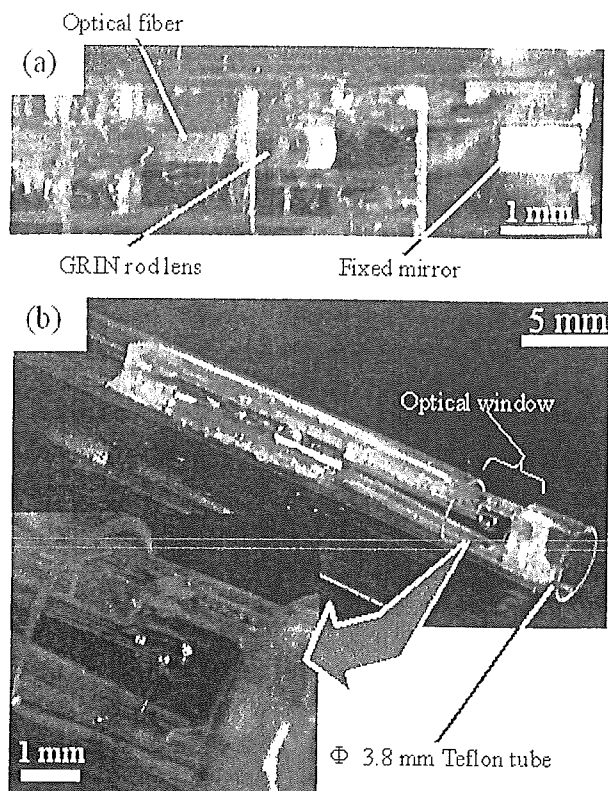 Optical fiber
(a)
1 mm
GRIN rod lens
Fixed mirror
(b)
5 mm
Optical window
1 mm
Φ 3.8 mm Teflon tube